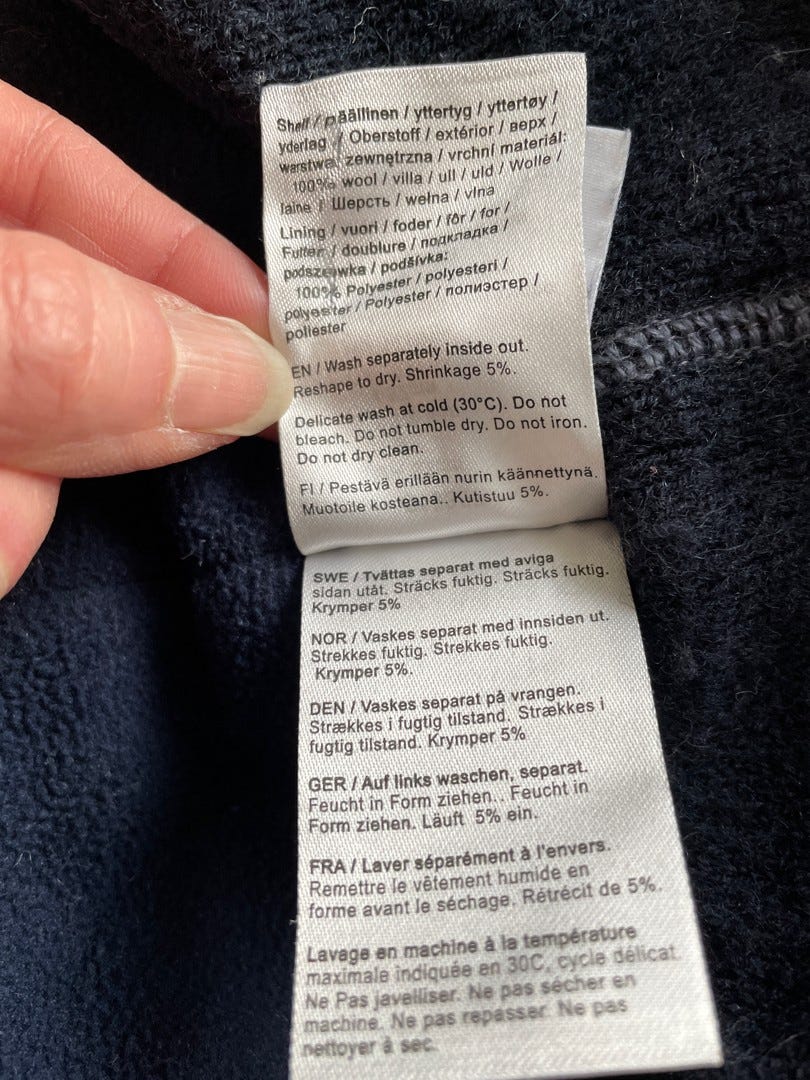 Shell / päällinen / yttertyg / yttertøy /
yderlag / Oberstoff / extérior / верх /
warstwa zewnętrzna / vrchní materiál:
100% wool / villa / ull / uld / Wolle /
laine / Шерсть / wełna / vlna
Lining / vuori / foder / fôr / for /
Futter / doublure / подкладка /
podszewka / podšívka:
100% Polyester / polyesteri /
polyester / Polyester / полиэстер /
poliester
EN / Wash separately inside out.
Reshape to dry. Shrinkage 5%.
Delicate wash at cold (30°C). Do not
bleach. Do not tumble dry. Do not iron.
Do not dry clean.
FI / Pestävä erillään nurin käännettynä.
Muotoile kosteana.. Kutistuu 5%.
SWE / Tvättas separat med aviga
sidan utåt. Sträcks fuktig. Sträcks fuktig.
Krymper 5%
NOR / Vaskes separat med innsiden ut.
Strekkes fuktig. Strekkes fuktig.
Krymper 5%.
DEN / Vaskes separat på vrangen.
Strækkes i fugtig tilstand. Strækkes i
fugtig tilstand. Krymper 5%
GER / Auf links waschen, separat.
Feucht in Form ziehen.. Feucht in
Form ziehen. Läuft 5% ein.
FRA / Laver séparément à l'envers.
Remettre le vêtement humide en
forme avant le séchage. Rétrécit de 5%.
Lavage en machine à la température
maximale indiquée en 30C, cycle délicat.
Ne Pas javelliser. Ne pas sécher en
machine. Ne pas repasser. Ne pas
nettoyer à sec.